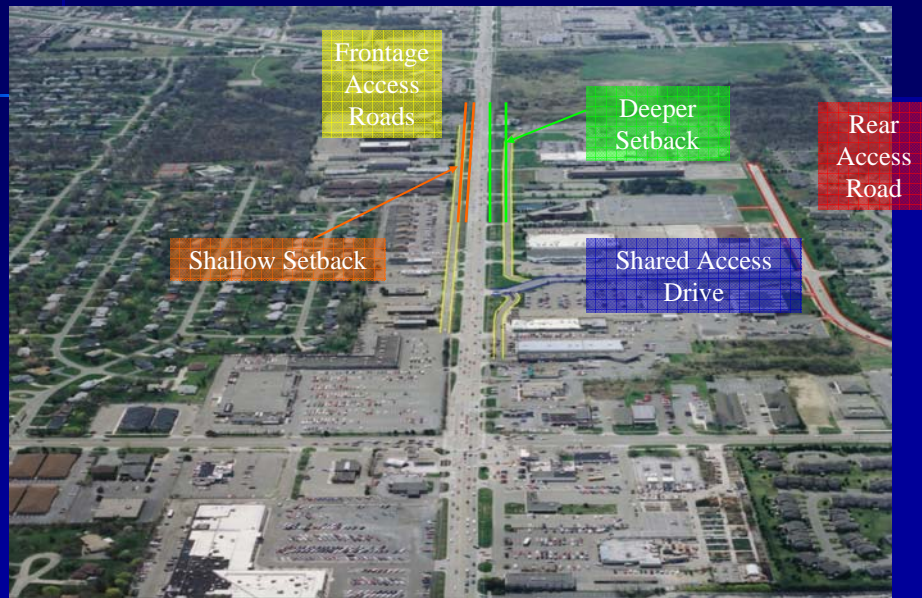 Frontage
Access
Roads
Deeper
Setback
Rear
Access
Road
Shallow Setback
Shared Access
Drive